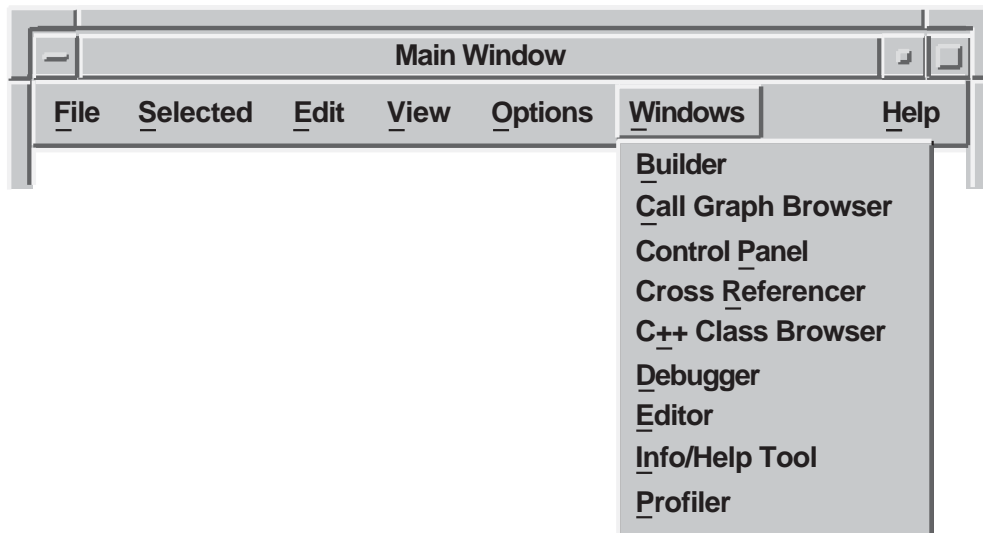 Main Window
File Selected Edit View Options Windows Help
Builder
Call Graph Browser
Control Panel
Cross Referencer
C++ Class Browser
Debugger
Editor
Info/Help Tool
Profiler